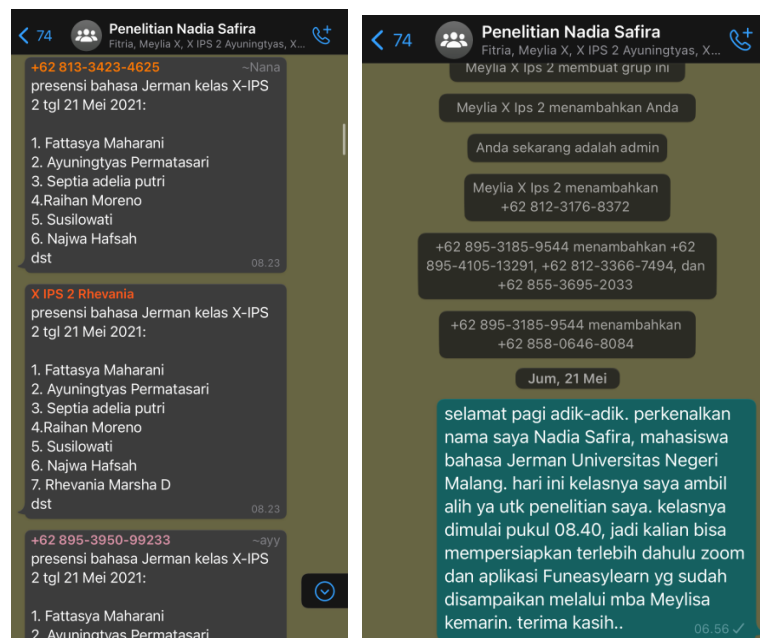 74
Penelitian Nadia Safira
Fitria, Meylia X, X IPS 2 Ayuningtyas, X...
+62 813-3423-4625 ~Nana
presensi bahasa Jerman kelas X-IPS
2 tgl 21 Mei 2021:
1. Fattasya Maharani
2. Ayuningtyas Permatasari
3. Septia adelia putri
4.Raihan Moreno
5. Susilowati
6. Najwa Hafsah
dst
08.23
X IPS 2 Rhevania
presensi bahasa Jerman kelas X-IPS
2 tgl 21 Mei 2021:
1. Fattasya Maharani
2. Ayuningtyas Permatasari
3. Septia adelia putri
4.Raihan Moreno
5. Susilowati
6. Najwa Hafsah
7. Rhevania Marsha D
dst
08.23
+62 895-3950-99233 ~ayy
presensi bahasa Jerman kelas X-IPS
2 tgl 21 Mei 2021:
1. Fattasya Maharani
2. Ayuningtyas Permatasari
74
Penelitian Nadia Safira
Fitria, Meylia X, X IPS 2 Ayuningtyas, X...
Meylia X Ips 2 membuat grup ini
Meylia X Ips 2 menambahkan Anda
Anda sekarang adalah admin
Meylia X Ips 2 menambahkan
+62 812-3176-8372
+62 895-3185-9544 menambahkan +62
895-4105-13291, +62 812-3366-7494, dan
+62 855-3695-2033
+62 895-3185-9544 menambahkan
+62 858-0646-8084
Jum, 21 Mei
selamat pagi adik-adik. perkenalkan
nama saya Nadia Safira, mahasiswa
bahasa Jerman Universitas Negeri
Malang. hari ini kelasnya saya ambil
alih ya utk penelitian saya. kelasnya
dimulai pukul 08.40, jadi kalian bisa
mempersiapkan terlebih dahulu zoom
dan aplikasi Funeasylearn yg sudah
disampaikan melalui mba Meylisa
kemarin. terima kasih..
06.56